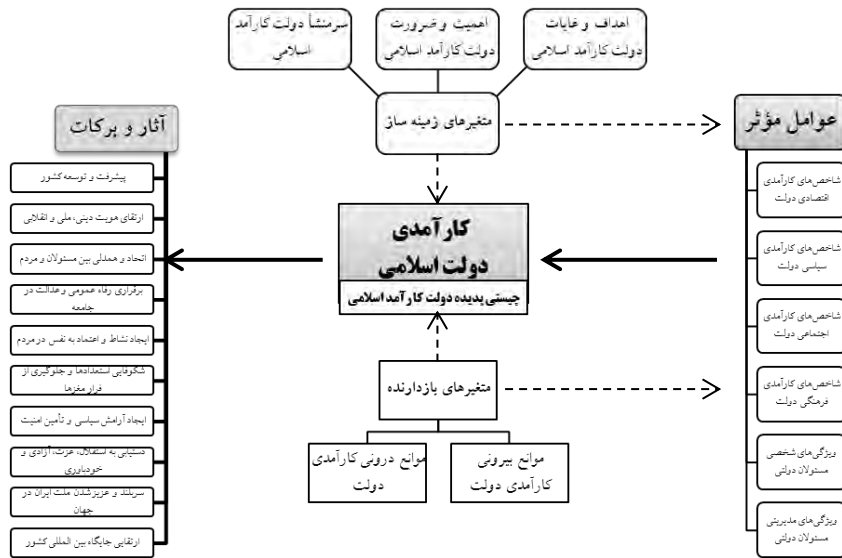 اهداف و غایات
دولت کارآمد اسلامی
اهمیت و ضرورت
دولت کارآمد اسلامی
سرمنشأ دولت کارآمد
اسلامی
متغیرهای زمینه ساز
عوامل مؤثر
شاخص‌های کارآمدی
اقتصادی دولت
شاخص‌های کارآمدی
سیاسی دولت
شاخص‌های کارآمدی
اجتماعی دولت
شاخص‌های کارآمدی
فرهنگی دولت
ویژگی‌های شخصی
مسئولان دولتی
ویژگی‌های مدیریتی
مسئولان دولتی
کارآمدی
دولت اسلامی
چیستی پدیده دولت کارآمد اسلامی
متغیرهای بازدارنده
موانع بیرونی
کارآمدی دولت
موانع درونی کارآمدی
دولت
آثار و برکات
پیشرفت و توسعه کشور
ارتقای هویت دینی، ملی و انقلابی
اتحاد و همدلی بین مسئولان و مردم
برقراری رفاه عمومی و عدالت در
جامعه
ایجاد نشاط و اعتماد به نفس در مردم
شکوفایی استعدادها و جلوگیری از
فرار مغزها
ایجاد آرامش سیاسی و تأمین امنیت
دستیابی به استقلال، عزت، آزادی و
خودباوری
سربلند و عزیز شدن ملت ایران در
جهان
ارتقایی جایگاه بین المللی کشور